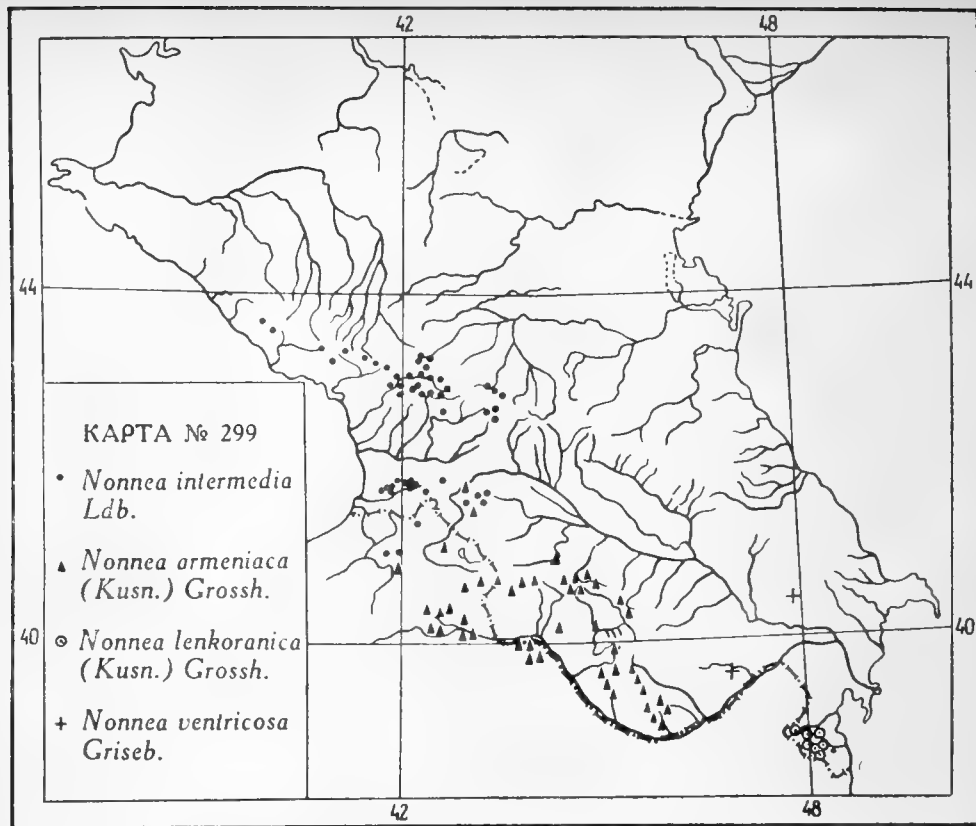 42 48
44 44
КАРТА № 299
• Nonnea intermedia
Ldb.
▲ Nonnea armeniaca
(Kusn.) Grossh.
⊙ Nonnea lenkoranica
(Kusn.) Grossh.
+ Nonnea ventricosa
Griseb.
40 40
42 48